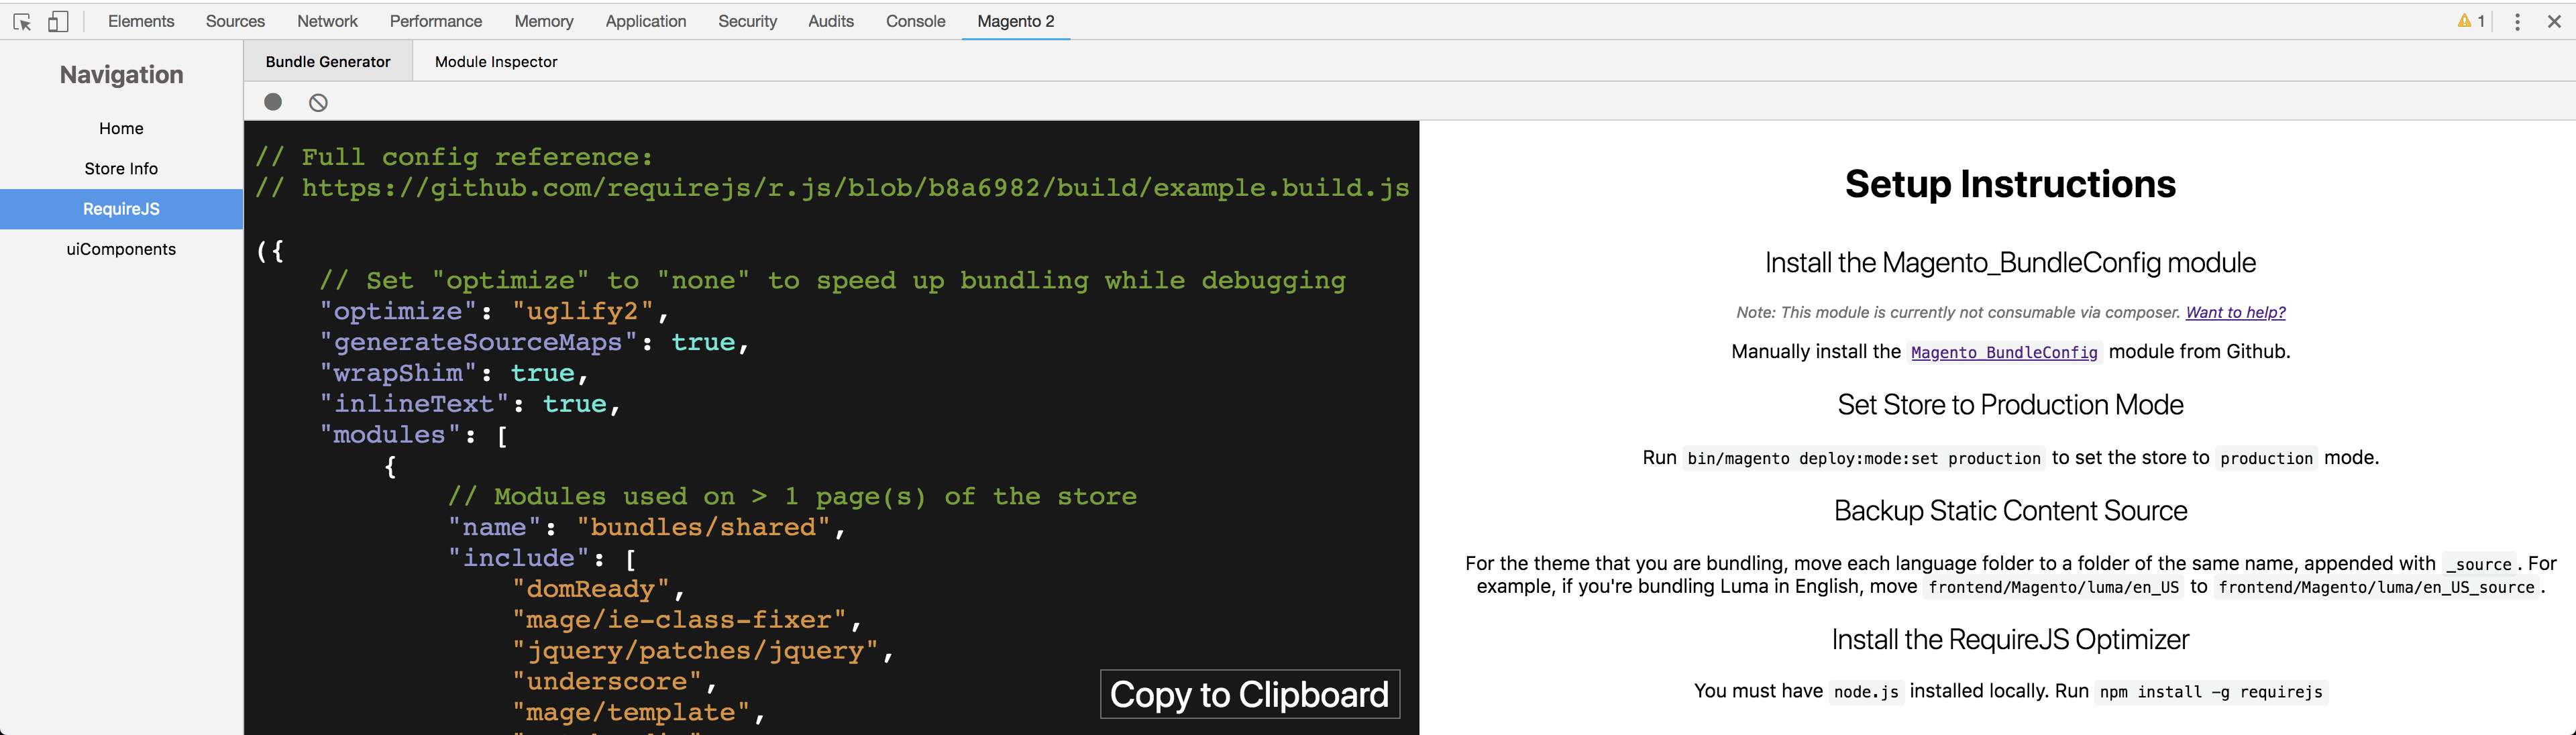 Elements Sources Network Performance Memory Application Security Audits Console Magento 2 1
Navigation
Home
Store Info
RequireJS
uiComponents
Bundle Generator Module Inspector
// Full config reference:
// https://github.com/requirejs/r.js/blob/b8a6982/build/example.build.js
({
// Set "optimize" to "none" to speed up bundling while debugging
"optimize": "uglify2",
"generateSourceMaps": true,
"wrapShim": true,
"inlineText": true,
"modules": [
{
// Modules used on > 1 page(s) of the store
"name": "bundles/shared",
"include": [
"domReady",
"mage/ie-class-fixer",
"jquery/patches/jquery",
"underscore",
"mage/template",
Copy to Clipboard
Setup Instructions
Install the Magento_BundleConfig module
Note: This module is currently not consumable via composer. Want to help?
Manually install the Magento_BundleConfig module from Github.
Set Store to Production Mode
Run bin/magento deploy:mode:set production to set the store to production mode.
Backup Static Content Source
For the theme that you are bundling, move each language folder to a folder of the same name, appended with _source. For
example, if you're bundling Luma in English, move frontend/Magento/luma/en_US to frontend/Magento/luma/en_US_source.
Install the RequireJS Optimizer
You must have node.js installed locally. Run npm install -g requirejs